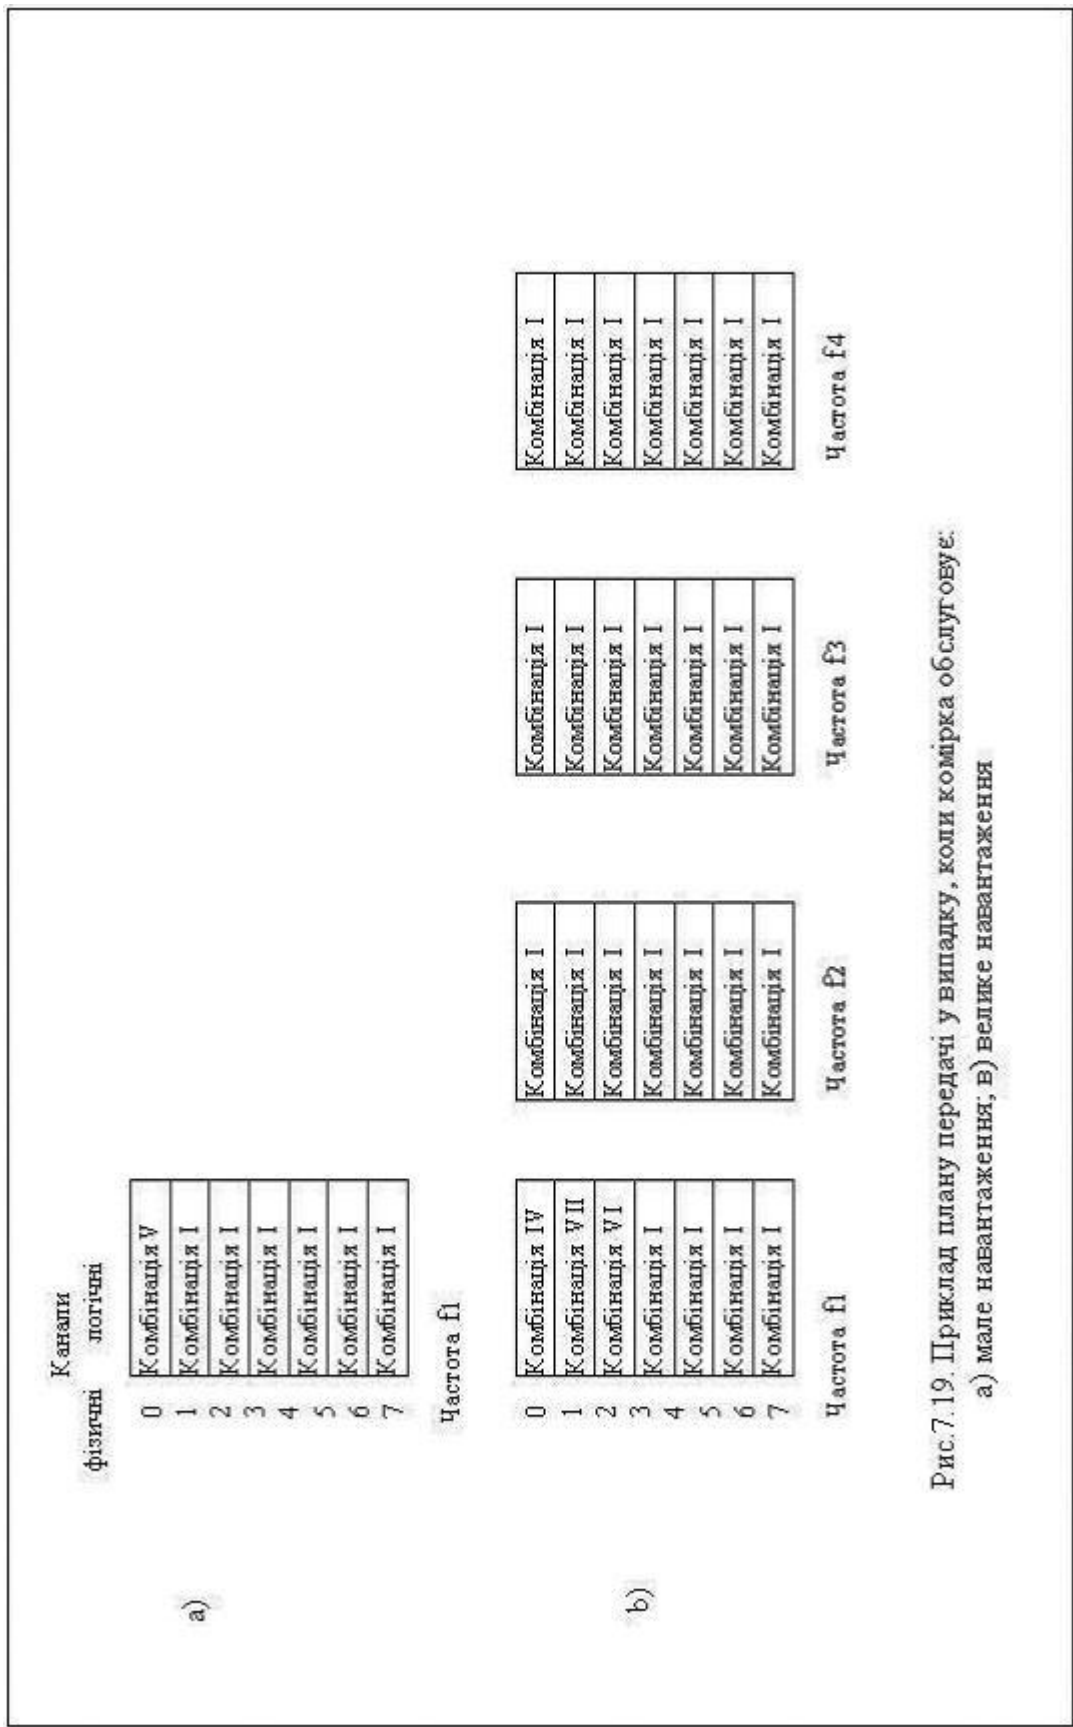 Канали
фізичні логічні
a)
0 Комбінація V
1 Комбінація I
2 Комбінація I
3 Комбінація I
4 Комбінація I
5 Комбінація I
6 Комбінація I
7
Частота f1
b)
0 Комбінація IV Комбінація I Комбінація I Комбінація I
1 Комбінація VII Комбінація I Комбінація I Комбінація I
2 Комбінація VI Комбінація I Комбінація I Комбінація I
3 Комбінація I Комбінація I Комбінація I Комбінація I
4 Комбінація I Комбінація I Комбінація I Комбінація I
5 Комбінація I Комбінація I Комбінація I Комбінація I
6 Комбінація I Комбінація I Комбінація I Комбінація I
7
Частота f1 Частота f2 Частота f3 Частота f4
Рис.7.19. Приклад плану передачі у випадку, коли комірка обслуговує:
а) мале навантаження; в) велике навантаження